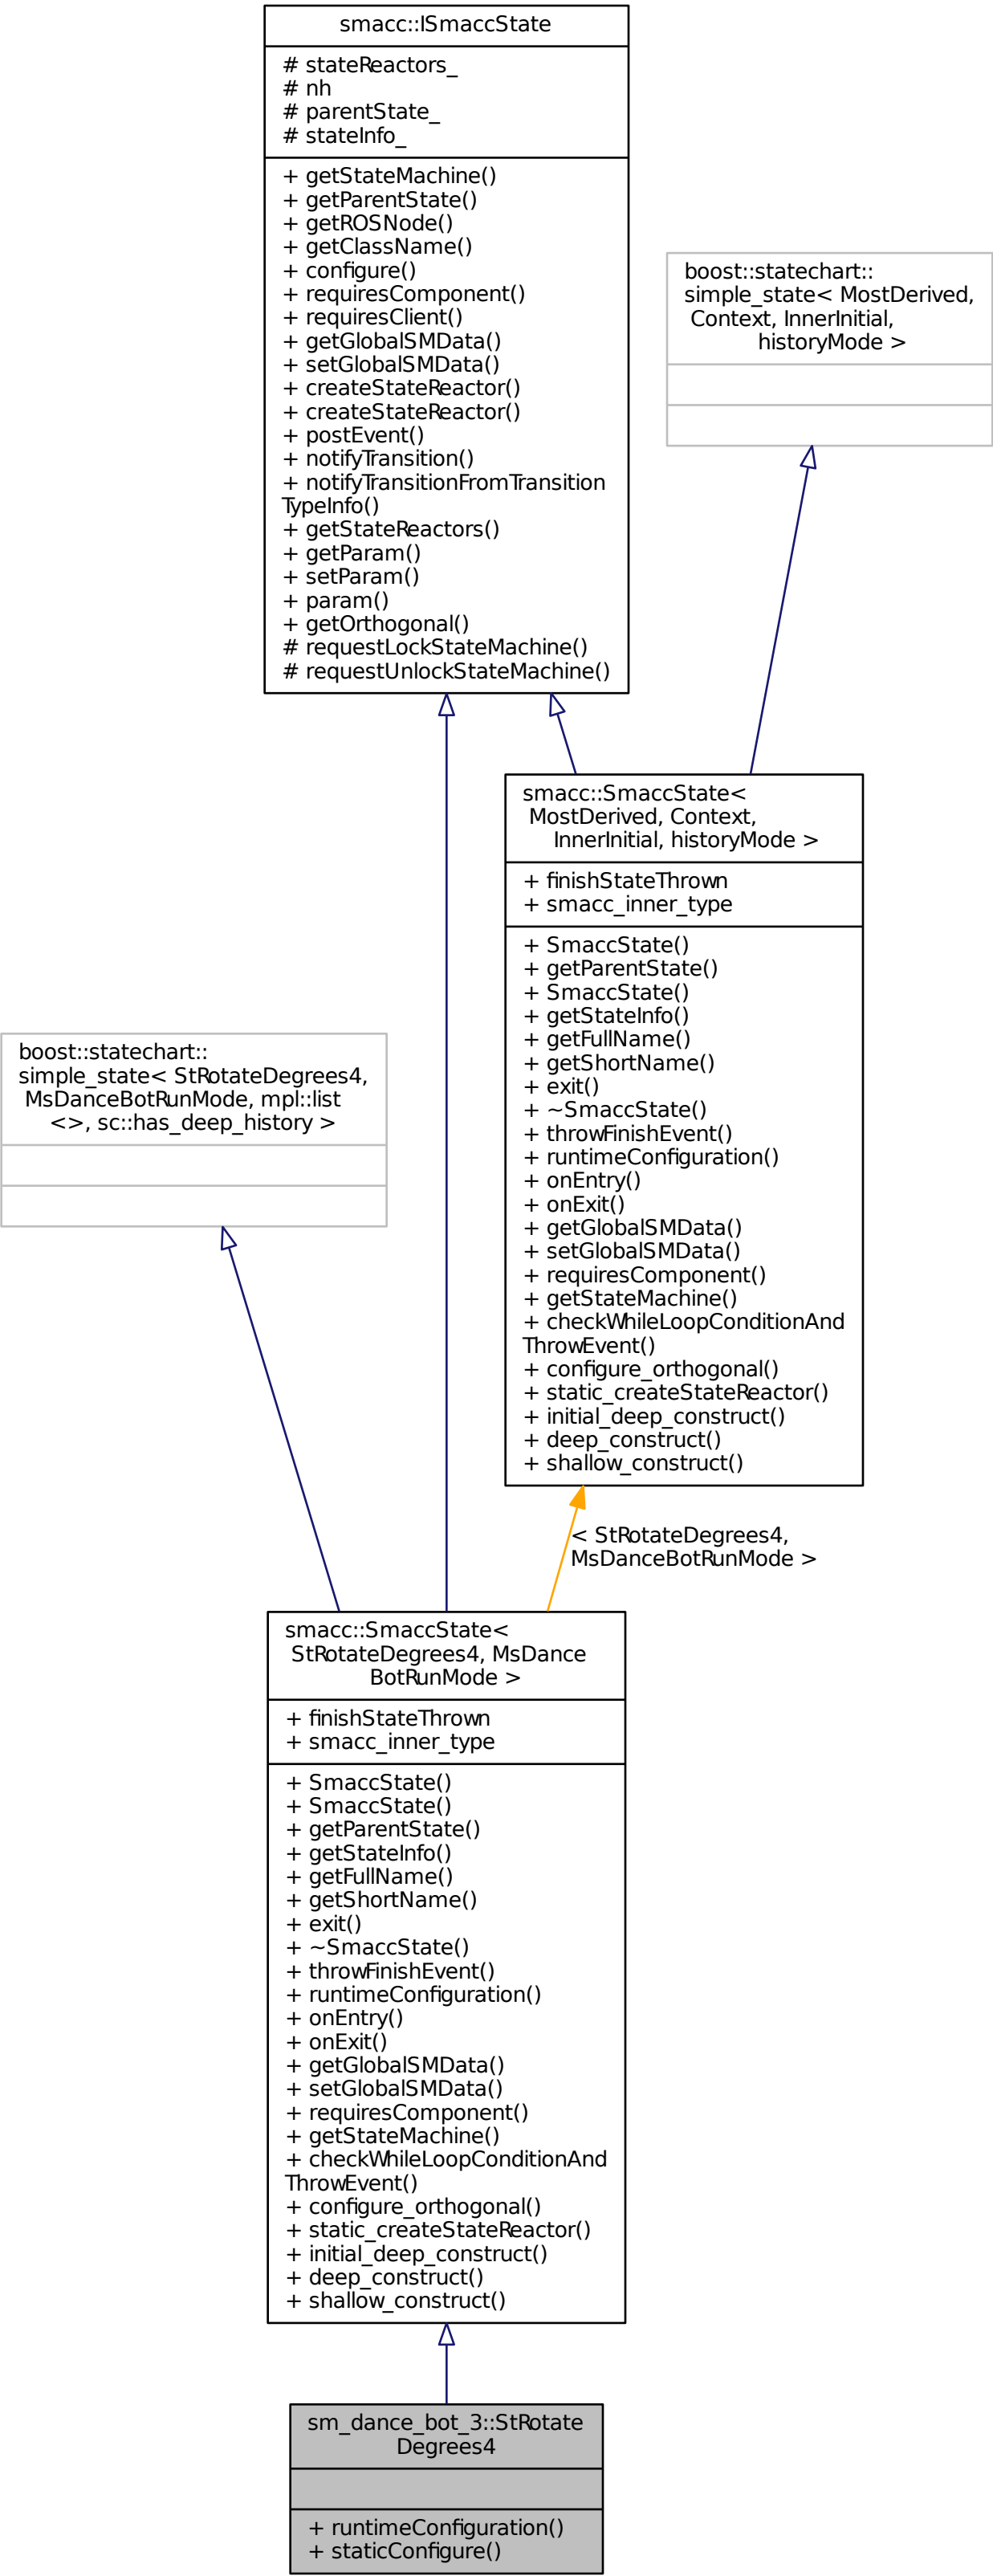 smacc::ISmaccState
# stateReactors_
# nh
# parentState_
# stateInfo_
+ getStateMachine()
+ getParentState()
+ getROSNode()
+ getClassName()
+ configure()
+ requiresComponent()
+ requiresClient()
+ getGlobalSMData()
+ setGlobalSMData()
+ createStateReactor()
+ createStateReactor()
+ postEvent()
+ notifyTransition()
+ notifyTransitionFromTransition
TypeInfo()
+ getStateReactors()
+ getParam()
+ setParam()
+ param()
+ getOrthogonal()
# requestLockStateMachine()
# requestUnlockStateMachine()
boost::statechart::
simple_state< MostDerived,
Context, InnerInitial,
historyMode >
smacc::SmaccState<
MostDerived, Context,
InnerInitial, historyMode >
+ finishStateThrown
+ smacc_inner_type
+ SmaccState()
+ getParentState()
+ SmaccState()
+ getStateInfo()
+ getFullName()
+ getShortName()
+ exit()
+ ~SmaccState()
+ throwFinishEvent()
+ runtimeConfiguration()
+ onEntry()
+ onExit()
+ getGlobalSMData()
+ setGlobalSMData()
+ requiresComponent()
+ getStateMachine()
+ checkWhileLoopConditionAnd
ThrowEvent()
+ configure_orthogonal()
+ static_createStateReactor()
+ initial_deep_construct()
+ deep_construct()
+ shallow_construct()
boost::statechart::
simple_state< StRotateDegrees4,
MsDanceBotRunMode, mpl::list
<>, sc::has_deep_history >
< StRotateDegrees4,
MsDanceBotRunMode >
smacc::SmaccState<
StRotateDegrees4, MsDance
BotRunMode >
+ finishStateThrown
+ smacc_inner_type
+ SmaccState()
+ SmaccState()
+ getParentState()
+ getStateInfo()
+ getFullName()
+ getShortName()
+ exit()
+ ~SmaccState()
+ throwFinishEvent()
+ runtimeConfiguration()
+ onEntry()
+ onExit()
+ getGlobalSMData()
+ setGlobalSMData()
+ requiresComponent()
+ getStateMachine()
+ checkWhileLoopConditionAnd
ThrowEvent()
+ configure_orthogonal()
+ static_createStateReactor()
+ initial_deep_construct()
+ deep_construct()
+ shallow_construct()
sm_dance_bot_3::StRotate
Degrees4
+ runtimeConfiguration()
+ staticConfigure()